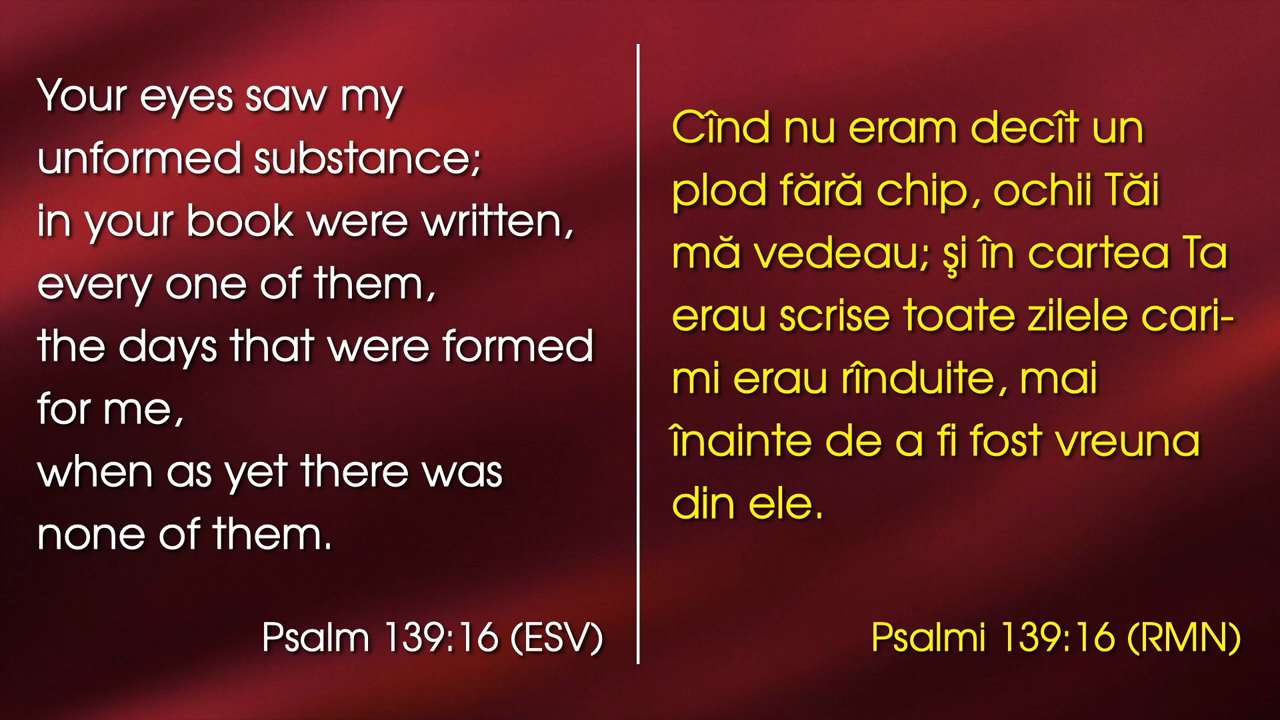 Your eyes saw my
unformed substance;
in your book were written,
every one of them,
the days that were formed
for me,
when as yet there was
none of them.
Psalm 139:16 (ESV)
Cînd nu eram decît un
plod fără chip, ochii Tăi
mă vedeau; şi în cartea Ta
erau scrise toate zilele cari-
mi erau rînduite, mai
înainte de a fi fost vreuna
din ele.
Psalmi 139:16 (RMN)